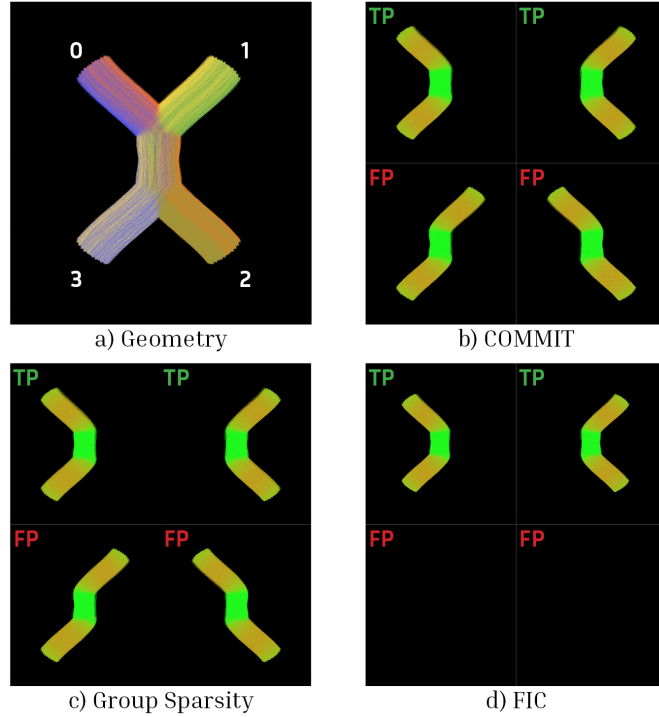 0 1
3 2
a) Geometry
TP TP
FP FP
b) COMMIT
TP TP
FP FP
c) Group Sparsity
TP TP
FP FP
d) FIC